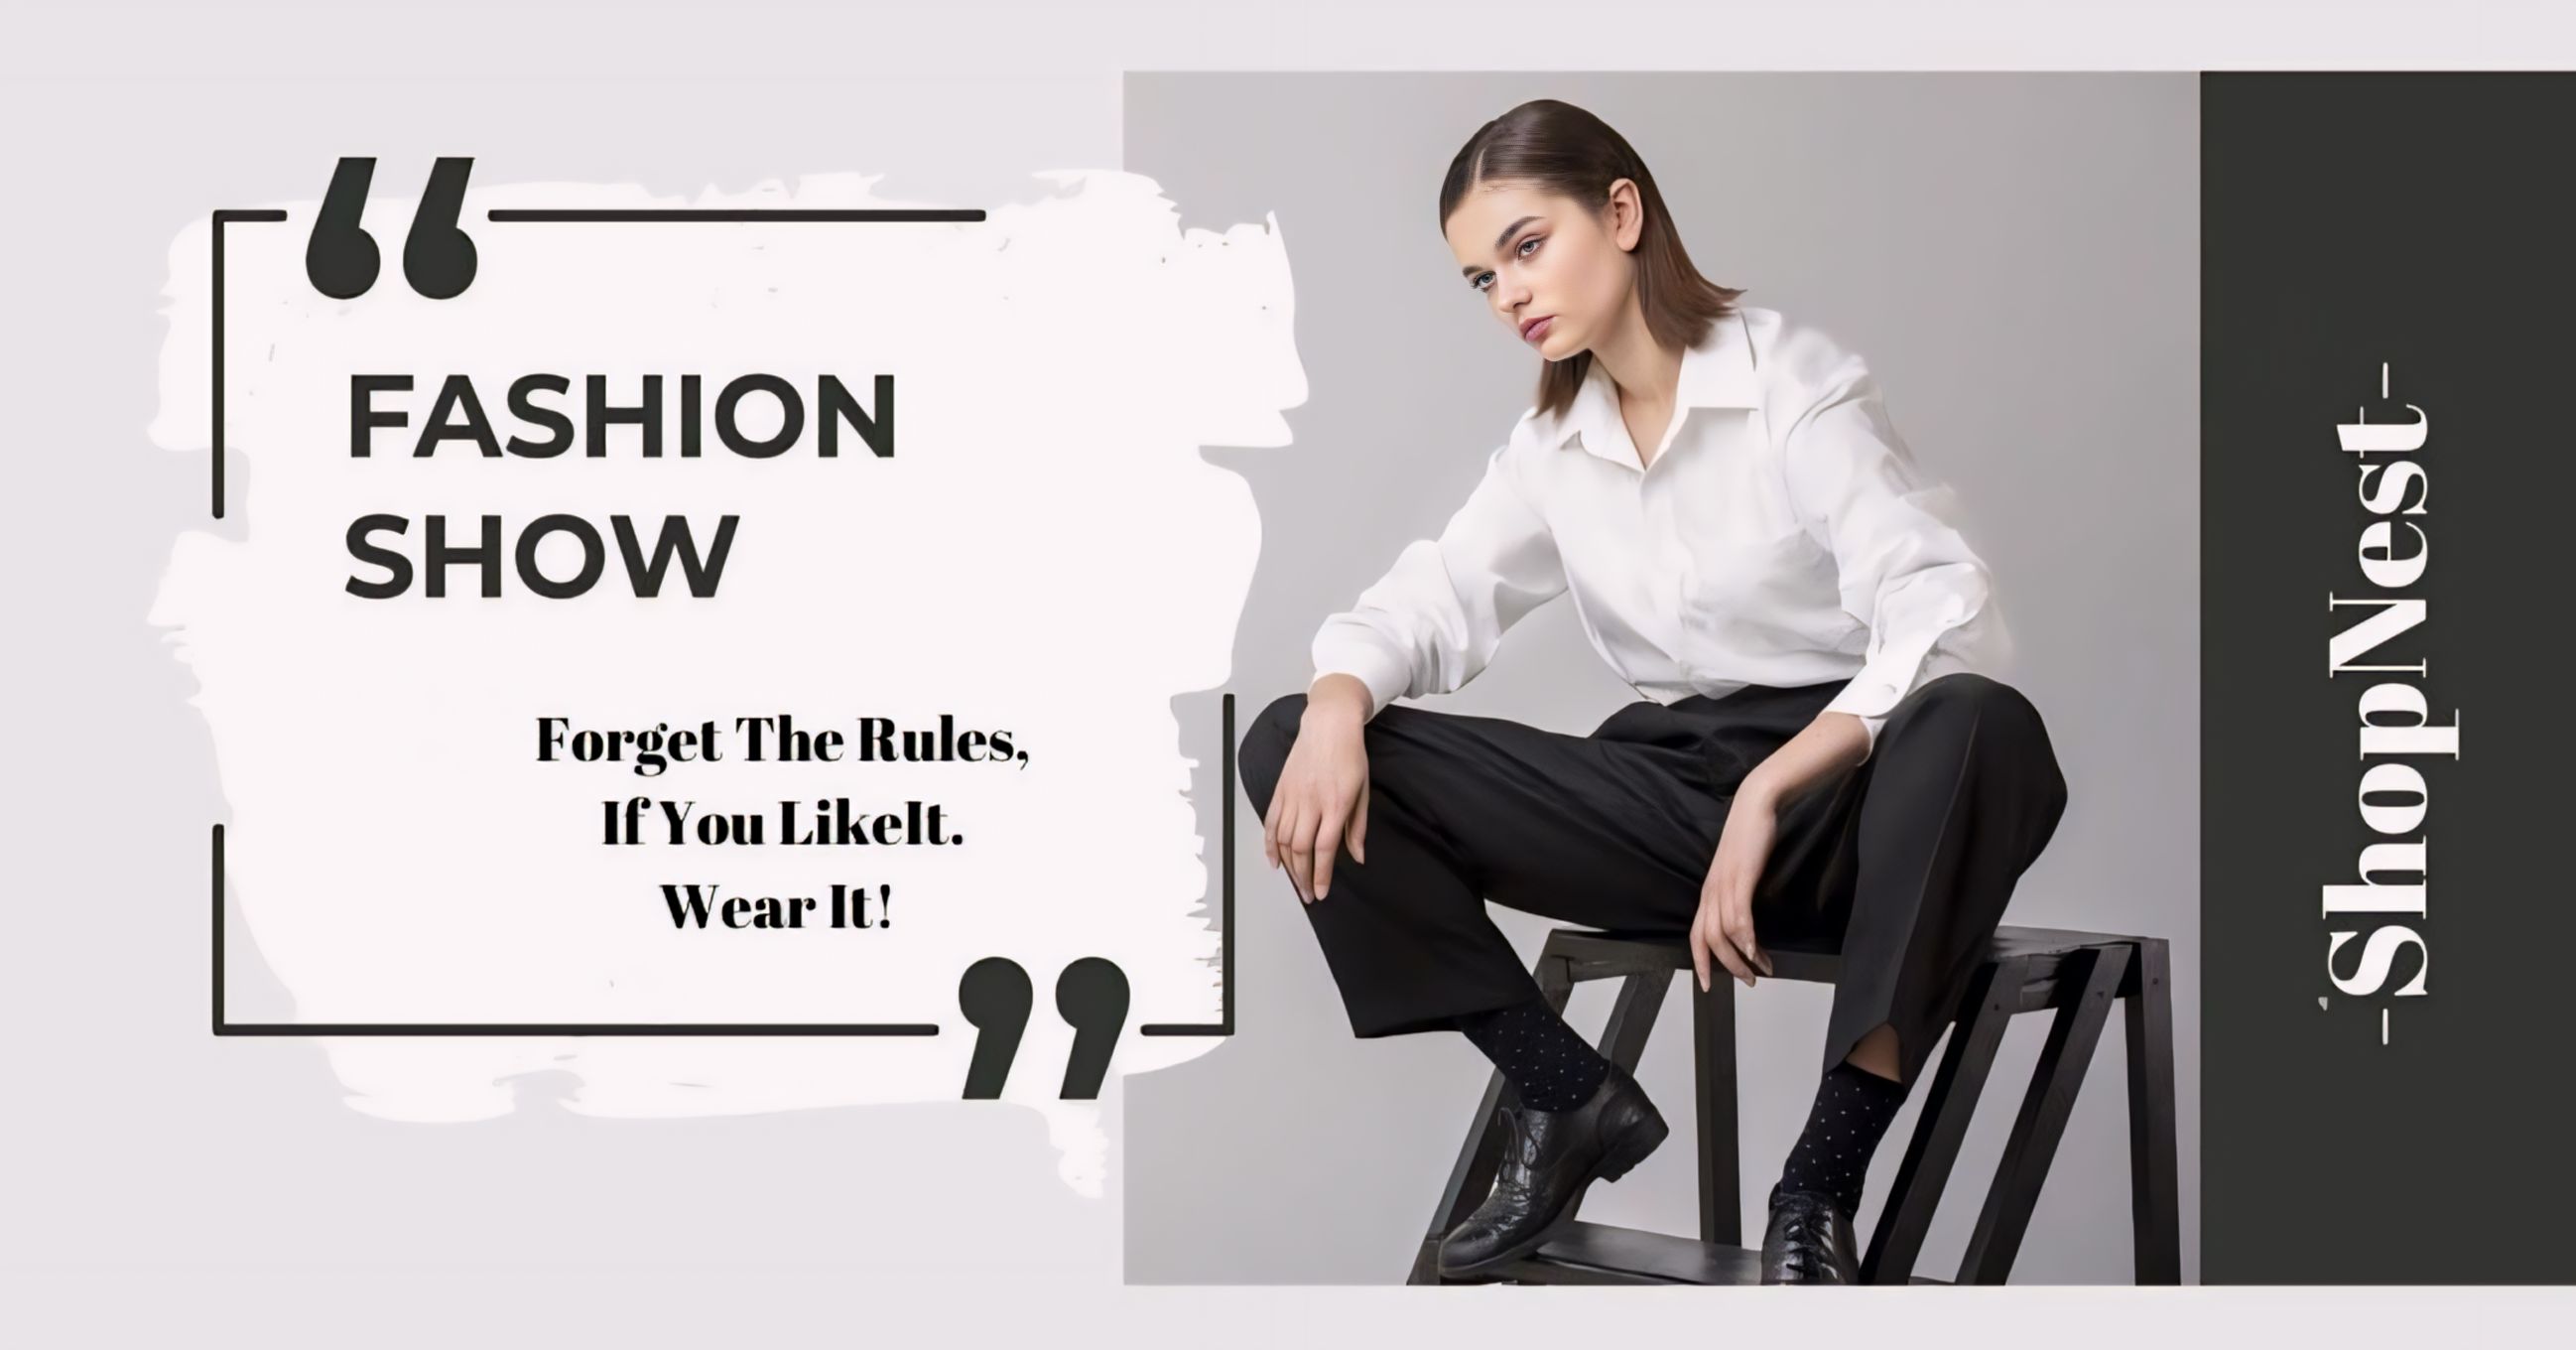 “
FASHION
SHOW
Forget The Rules,
If You LikeIt.
Wear It!
”
-ShopNest-